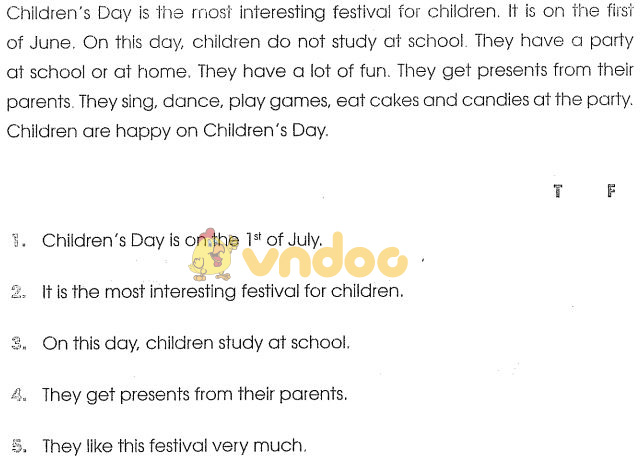 Children's Day is the most interesting festival for children. It is on the first
of June. On this day, children do not study at school. They have a party
at school or at home. They have a lot of fun. They get presents from their
parents. They sing, dance, play games, eat cakes and candies at the party.
Children are happy on Children's Day.
T F
1. Children's Day is on the 1st of July.
vndoc
2. It is the most interesting festival for children.
3. On this day, children study at school.
4. They get presents from their parents.
5. They like this festival very much.